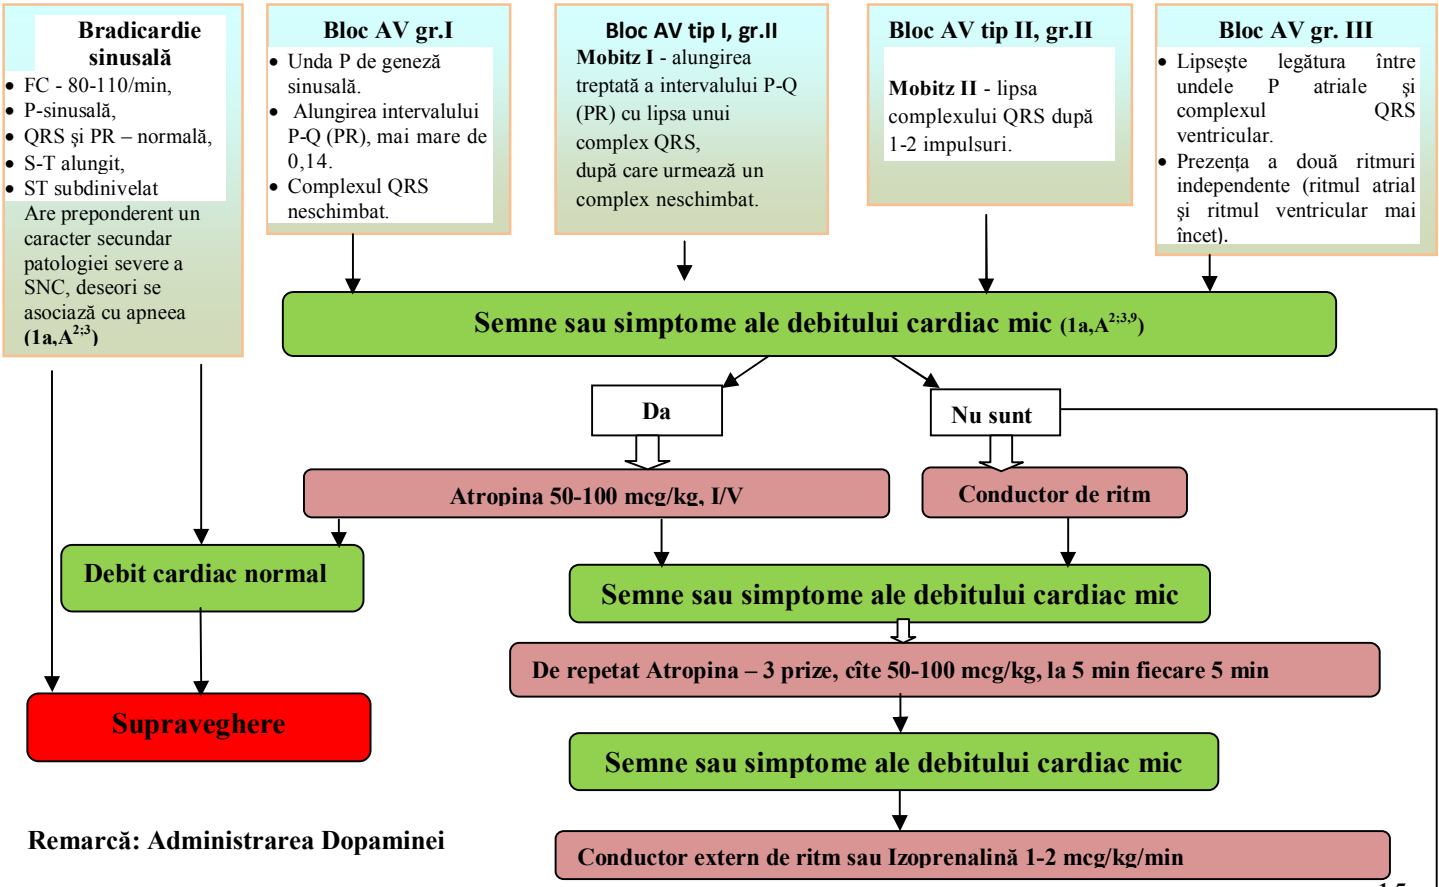 Bradicardie
sinusală
• FC - 80-110/min,
• P-sinusală,
• QRS și PR – normală,
• S-T alungit,
• ST subdinivelat
Are preponderent un
caracter secundar
patologiei severe a
SNC, deseori se
asociază cu apneea
(1a,A2;3)
Bloc AV gr.I
• Unda P de geneză
sinusală.
• Alungirea intervalului
P-Q (PR), mai mare de
0,14.
• Complexul QRS
neschimbat.
Bloc AV tip I, gr.II
Mobitz I - alungirea
treptată a intervalului P-Q
(PR) cu lipsa unui
complex QRS,
după care urmează un
complex neschimbat.
Bloc AV tip II, gr.II
Mobitz II - lipsa
complexului QRS după
1-2 impulsuri.
Bloc AV gr. III
• Lipsește legătura între
undele P atriale și
complexul QRS
ventricular.
• Prezența a două ritmuri
independente (ritmul atrial
și ritmul ventricular mai
încet).
Semne sau simptome ale debitului cardiac mic (1a,A2;3,9)
Da
Nu sunt
Atropina 50-100 mcg/kg, I/V
Conductor de ritm
Debit cardiac normal
Semne sau simptome ale debitului cardiac mic
De repetat Atropina – 3 prize, cîte 50-100 mcg/kg, la 5 min fiecare 5 min
Supraveghere
Semne sau simptome ale debitului cardiac mic
Remarcă: Administrarea Dopaminei
Conductor extern de ritm sau Izoprenalină 1-2 mcg/kg/min